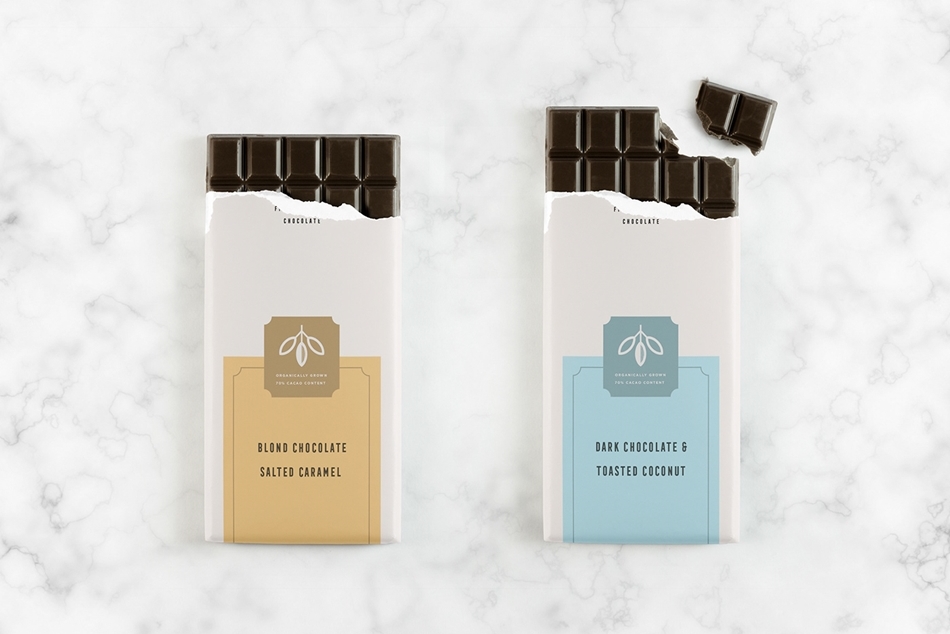 CHOCOLATE
ORGANICALLY GROWN
70% CACAO CONTENT
BLOND CHOCOLATE
SALTED CARAMEL
CHOCOLATE
ORGANICALLY GROWN
70% CACAO CONTENT
DARK CHOCOLATE &
TOASTED COCONUT